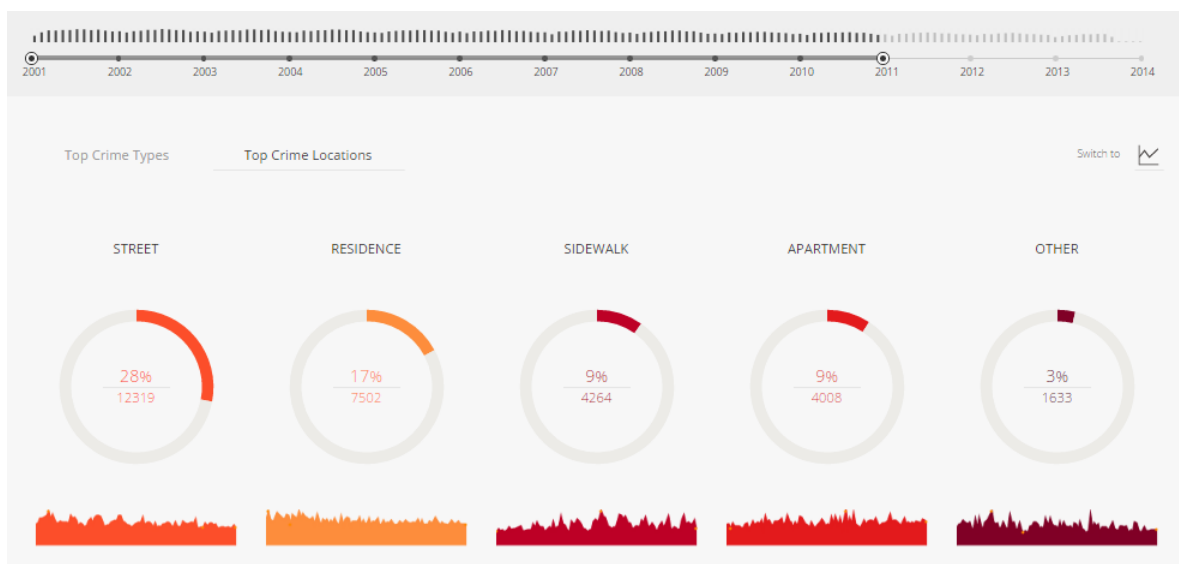 2001 2002 2003 2004 2005 2006 2007 2008 2009 2010 2011 2012 2013 2014
Top Crime Types Top Crime Locations Switch to
STREET RESIDENCE SIDEWALK APARTMENT OTHER
28% 17% 9% 9% 3%
12319 7502 4264 4008 1633